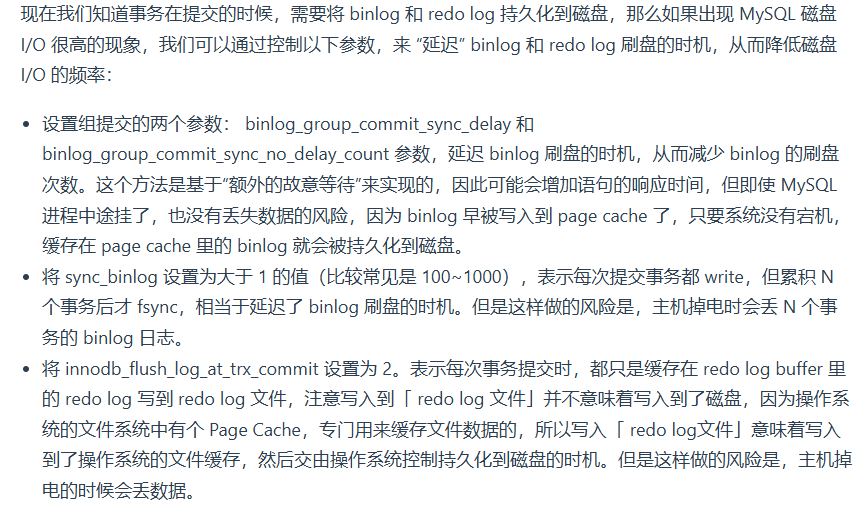 现在我们知道事务在提交的时候，需要将 binlog 和 redo log 持久化到磁盘，那么如果出现 MySQL 磁盘
I/O 很高的现象，我们可以通过控制以下参数，来 “延迟” binlog 和 redo log 刷盘的时机，从而降低磁盘
I/O 的频率：
• 设置组提交的两个参数： binlog_group_commit_sync_delay 和
binlog_group_commit_sync_no_delay_count 参数，延迟 binlog 刷盘的时机，从而减少 binlog 的刷盘
次数。这个方法是基于“额外的故意等待”来实现的，因此可能会增加语句的响应时间，但即使 MySQL
进程中途挂了，也没有丢失数据的风险，因为 binlog 早被写入到 page cache 了，只要系统没有宕机，
缓存在 page cache 里的 binlog 就会被持久化到磁盘。
• 将 sync_binlog 设置为大于 1 的值（比较常见是 100~1000），表示每次提交事务都 write，但累积 N
个事务后才 fsync，相当于延迟了 binlog 刷盘的时机。但是这样做的风险是，主机掉电时会丢 N 个事
务的 binlog 日志。
• 将 innodb_flush_log_at_trx_commit 设置为 2。表示每次事务提交时，都只是缓存在 redo log buffer 里
的 redo log 写到 redo log 文件，注意写入到「 redo log 文件」并不意味着写入到了磁盘，因为操作系
统的文件系统中有个 Page Cache，专门用来缓存文件数据的，所以写入「 redo log文件」意味着写入
到了操作系统的文件缓存，然后交由操作系统控制持久化到磁盘的时机。但是这样做的风险是，主机掉
电的时候会丢数据。